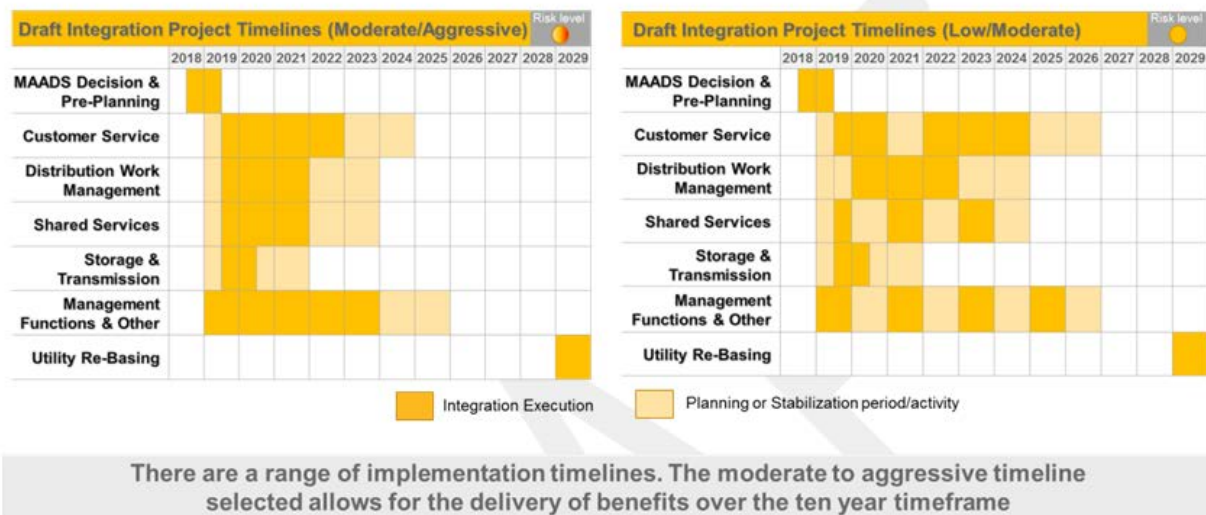 Draft Integration Project Timelines (Moderate/Aggressive)
Risk level
2018 2019 2020 2021 2022 2023 2024 2025 2026 2027 2028 2029
MAADS Decision &
Pre-Planning
Customer Service
Distribution Work
Management
Shared Services
Storage &
Transmission
Management
Functions & Other
Utility Re-Basing
Draft Integration Project Timelines (Low/Moderate)
Risk level
2018 2019 2020 2021 2022 2023 2024 2025 2026 2027 2028 2029
MAADS Decision &
Pre-Planning
Customer Service
Distribution Work
Management
Shared Services
Storage &
Transmission
Management
Functions & Other
Utility Re-Basing
Integration Execution
Planning or Stabilization period/activity
There are a range of implementation timelines. The moderate to aggressive timeline
selected allows for the delivery of benefits over the ten year timeframe